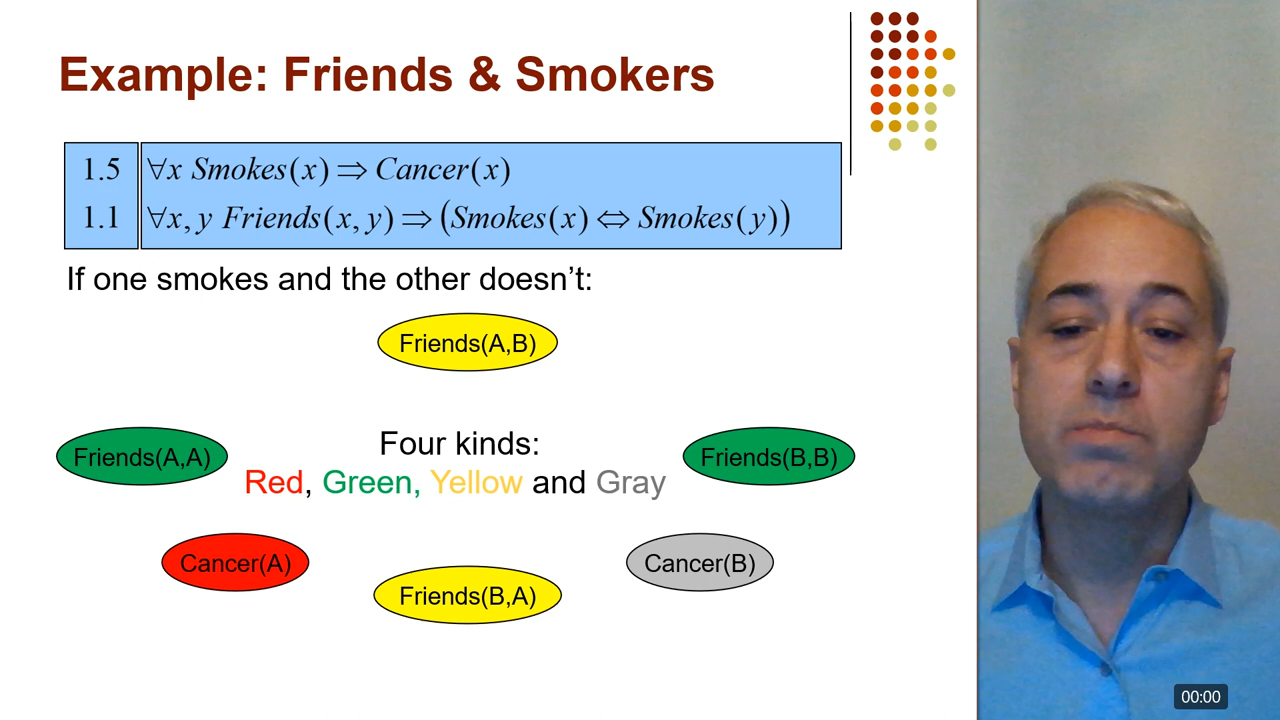 Example: Friends & Smokers
1.5 ∀x Smokes(x) ⇒ Cancer(x)
1.1 ∀x, y Friends(x, y) ⇒ (Smokes(x) ⇔ Smokes(y))
If one smokes and the other doesn’t:
Friends(A,B)
Four kinds:
Friends(A,A)
Friends(B,B)
Red, Green, Yellow and Gray
Cancer(A)
Cancer(B)
Friends(B,A)
00:00